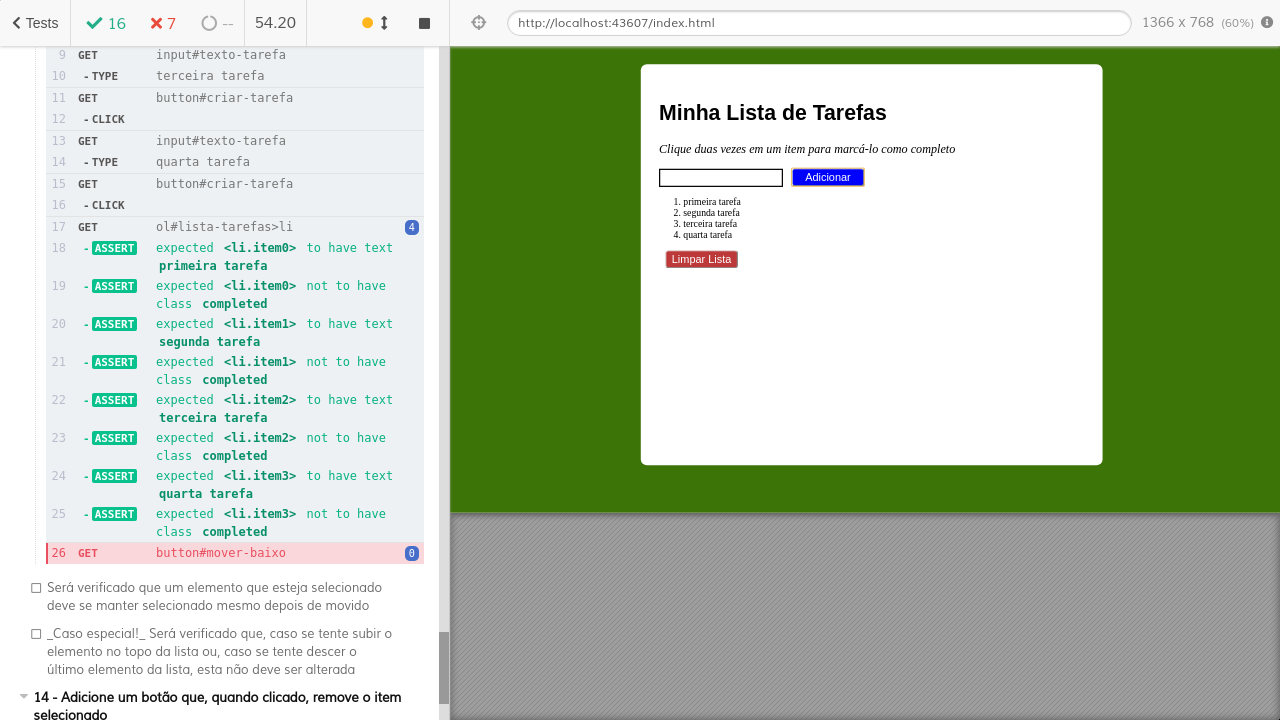 Tests 16 7 -- 54.20
http://localhost:43607/index.html 1366 x 768 (60%)
9 GET input#texto-tarefa
10 -TYPE terceira tarefa
11 GET button#criar-tarefa
12 -CLICK
13 GET input#texto-tarefa
14 -TYPE quarta tarefa
15 GET button#criar-tarefa
16 -CLICK
17 GET ol#lista-tarefas>li 4
18 -ASSERT expected <li.item0> to have text
primeira tarefa
19 -ASSERT expected <li.item0> not to have
class completed
20 -ASSERT expected <li.item1> to have text
segunda tarefa
21 -ASSERT expected <li.item1> not to have
class completed
22 -ASSERT expected <li.item2> to have text
terceira tarefa
23 -ASSERT expected <li.item2> not to have
class completed
24 -ASSERT expected <li.item3> to have text
quarta tarefa
25 -ASSERT expected <li.item3> not to have
class completed
26 GET button#mover-baixo 0
Será verificado que um elemento que esteja selecionado
deve se manter selecionado mesmo depois de movido
_Caso especial!_ Será verificado que, caso se tente subir o
elemento no topo da lista ou, caso se tente descer o
último elemento da lista, esta não deve ser alterada
14 - Adicione um botão que, quando clicado, remove o item
selecionado
Minha Lista de Tarefas
Clique duas vezes em um item para marcá-lo como completo
Adicionar
1. primeira tarefa
2. segunda tarefa
3. terceira tarefa
4. quarta tarefa
Limpar Lista